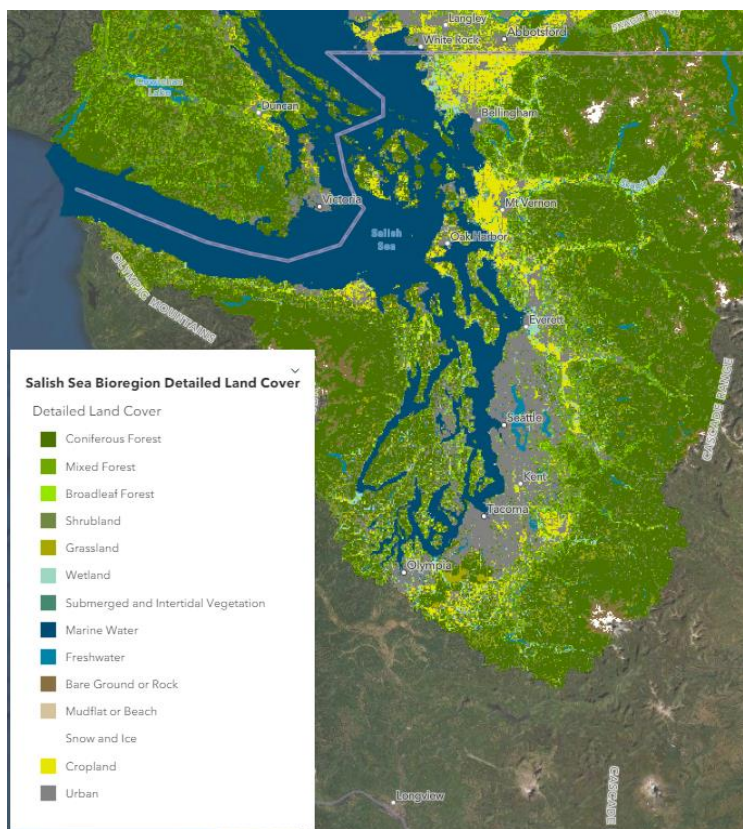 Langley
Abbotsford
White Rock
Cowichan
Lake
Duncan
Bellingham
Skagit River
Victoria
Mt Vernon
Salish
Sea
Oak Harbor
OLYMPIC MOUNTAINS
Everett
CASCADE RANGE
Seattle
Kent
Tacoma
Olympia
Longview
CASCADE
Salish Sea Bioregion Detailed Land Cover
Detailed Land Cover
Coniferous Forest
Mixed Forest
Broadleaf Forest
Shrubland
Grassland
Wetland
Submerged and Intertidal Vegetation
Marine Water
Freshwater
Bare Ground or Rock
Mudflat or Beach
Snow and Ice
Cropland
Urban